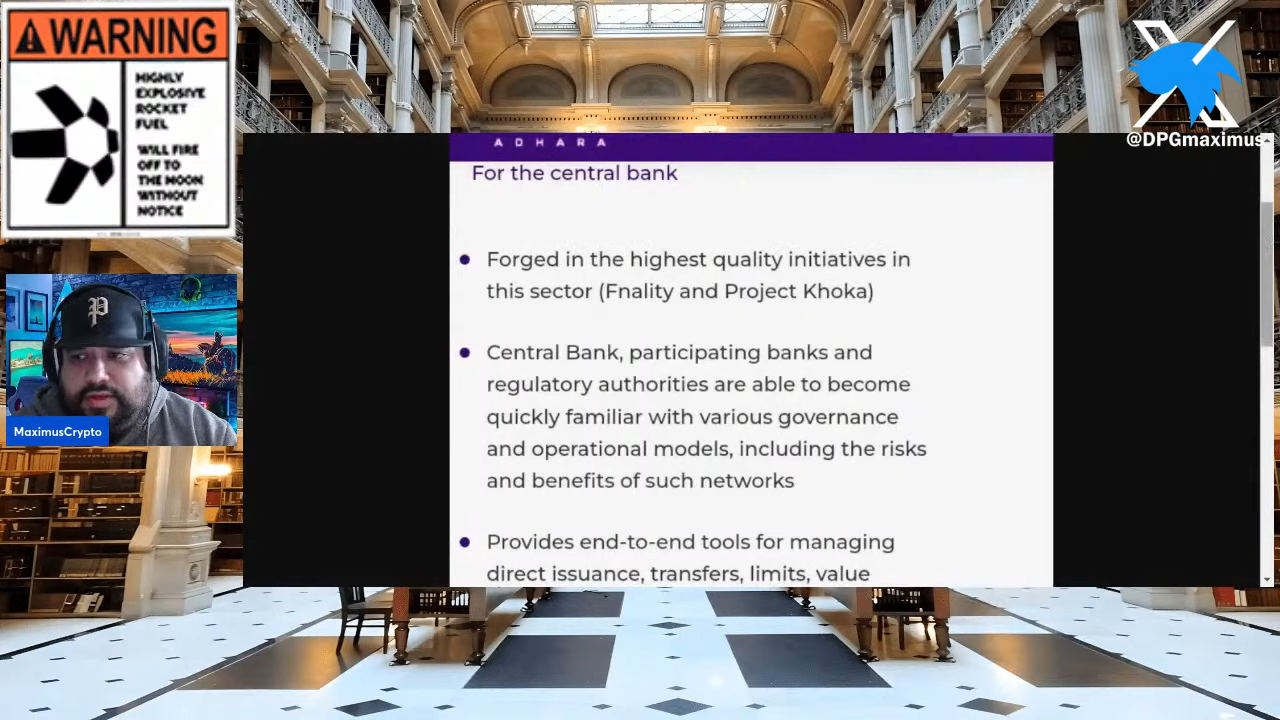 WARNING
HIGHLY
EXPLOSIVE
ROCKET
FUEL
WILL FIRE
OFF TO
THE MOON
WITHOUT
NOTICE
@DPGmaximus
ADHARA
For the central bank
Forged in the highest quality initiatives in
this sector (Fnality and Project Khoka)
Central Bank, participating banks and
regulatory authorities are able to become
quickly familiar with various governance
and operational models, including the risks
and benefits of such networks
Provides end-to-end tools for managing
direct issuance, transfers, limits, value
P
MaximusCrypto